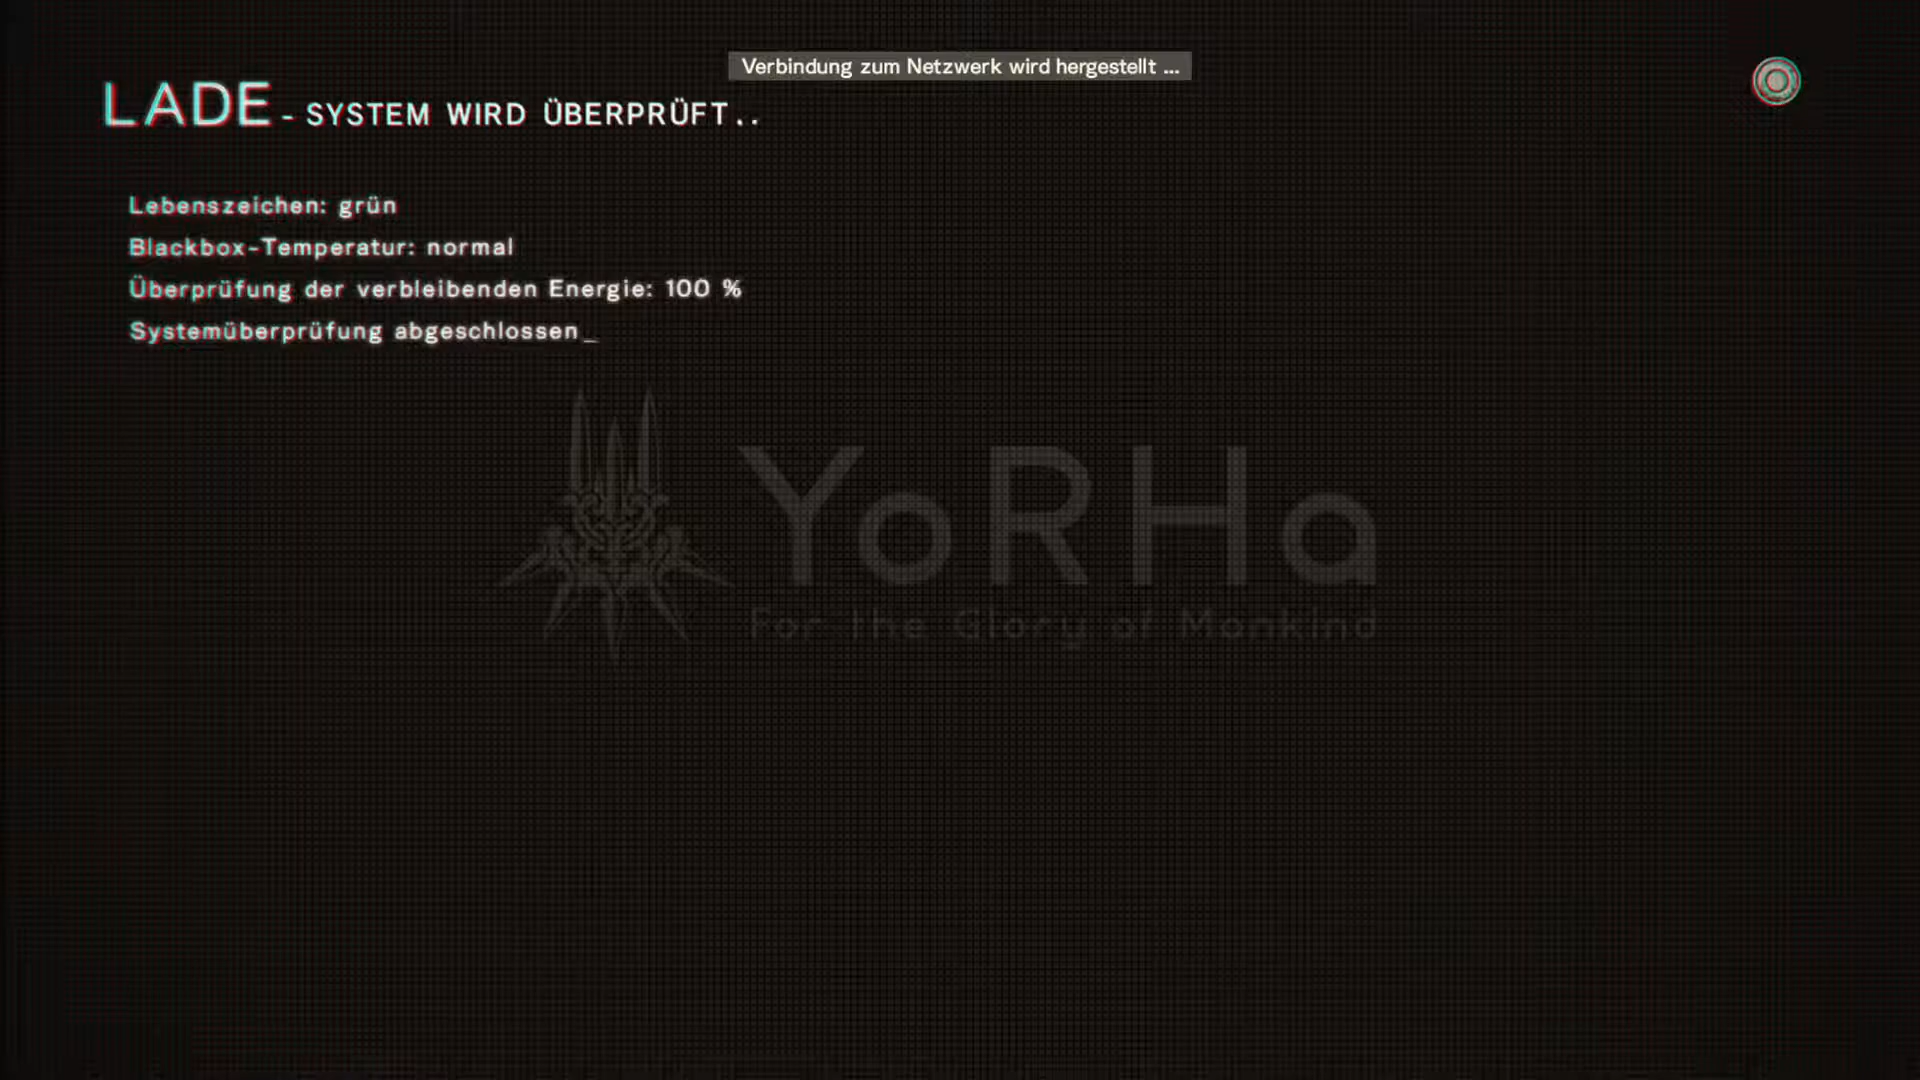 Verbindung zum Netzwerk wird hergestellt ...
LADE - SYSTEM WIRD ÜBERPRÜFT..
Lebenszeichen: grün
Blackbox-Temperatur: normal
Überprüfung der verbleibenden Energie: 100 %
Systemüberprüfung abgeschlossen_
YoRHa
For the Glory of Mankind